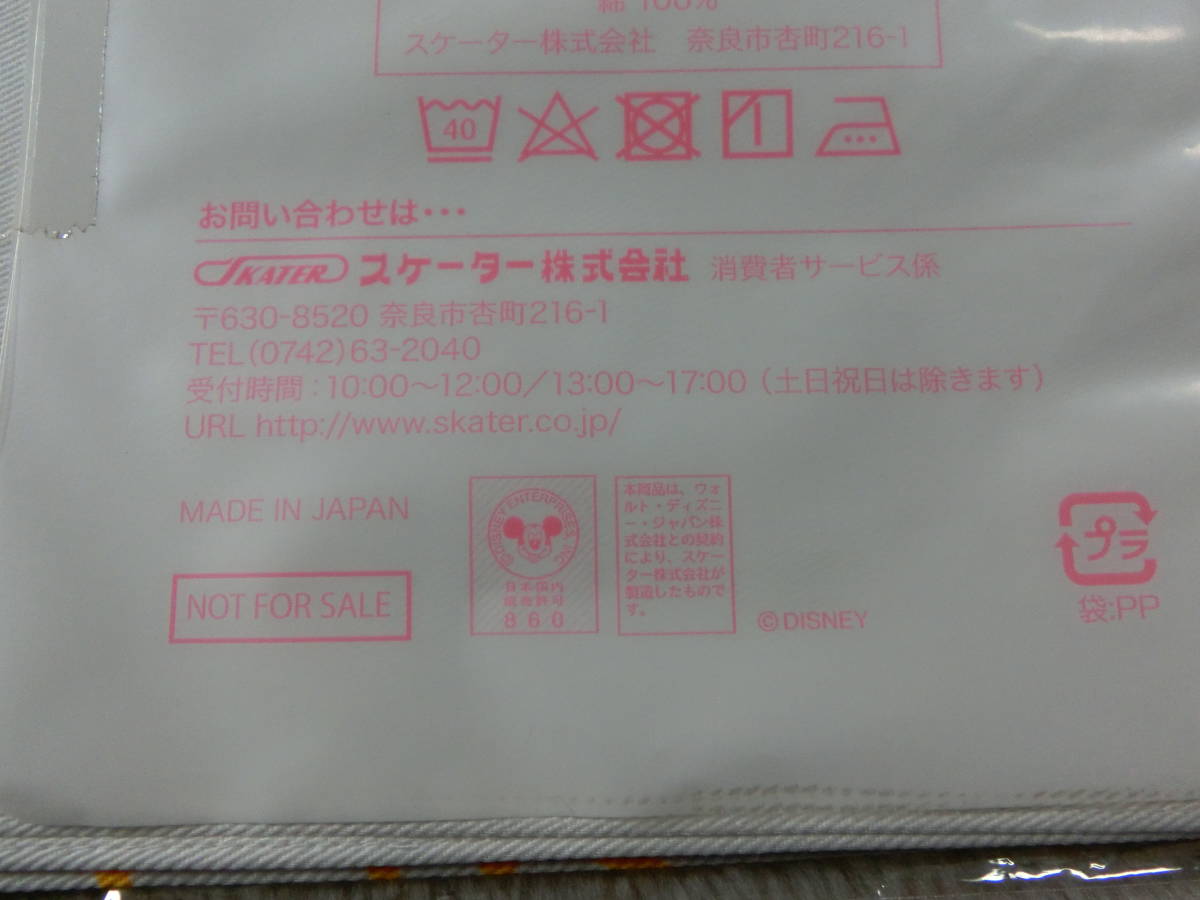 綿 100%
スケーター株式会社 奈良市杏町216-1
40
お問い合わせは・・・
SKATER スケーター株式会社 消費者サービス係
〒630-8520 奈良市杏町216-1
TEL(0742)63-2040
受付時間：10:00〜12:00／13:00〜17:00（土日祝日は除きます）
URL http://www.skater.co.jp/
MADE IN JAPAN
NOT FOR SALE
©DISNEY ENTERPRISES, INC.
日本国内
販売許可
860
本商品は、ウォ
ルト・ディズニ
ー・ジャパン株
式会社との契約
により、スケー
ター株式会社が
製造したもので
す。
©DISNEY
プラ
袋:PP